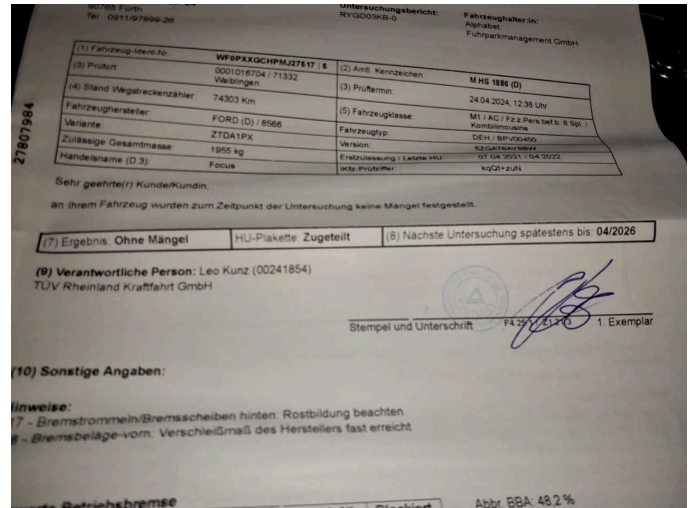 90765 Fürth
Tel. 0911/97999-26
Untersuchungsbericht:
RYGD03KB-0
Fahrzeughalter:in:
Alphabet
Fuhrparkmanagement GmbH
27807984
(1) Fahrzeug-Ident-Nr. WF0PXXGCHPMJ27517 | 5 (2) Amtl. Kennzeichen: M HS 1886 (D)
(3) Prüfort: 0001016704 / 71332 Waiblingen (3) Prüftermin: 24.04.2024, 12:38 Uhr
(4) Stand Wegstreckenzähler: 74303 Km (5) Fahrzeugklasse: M1 / AC / Fz.z.Pers.bef.b. 8 Spl. / Kombilimousine
Fahrzeughersteller: FORD (D) / 8566 Fahrzeugtyp: DEH / BPV00450
Variante: ZTDA1PX Version:
Zulässige Gesamtmasse: 1955 kg Erstzulassung / Letzte HU: 07.04.2021 / 04.2022
Handelsname (D.3): Focus iKfz-Prüfziffer: kqQt+zuN
Sehr geehrte(r) Kunde/Kundin,
an Ihrem Fahrzeug wurden zum Zeitpunkt der Untersuchung keine Mängel festgestellt.
(7) Ergebnis: Ohne Mängel HU-Plakette: Zugeteilt (8) Nächste Untersuchung spätestens bis: 04/2026
(9) Verantwortliche Person: Leo Kunz (00241854)
TÜV Rheinland Kraftfahrt GmbH
Stempel und Unterschrift 1. Exemplar
(10) Sonstige Angaben:
Hinweise:
17 - Bremstrommeln/Bremsscheiben hinten: Rostbildung beachten
8 - Bremsbeläge-vorn: Verschleißmaß des Herstellers fast erreicht
Betriebsbremse
Blockiert
Abbr. BBA: 48,2 %